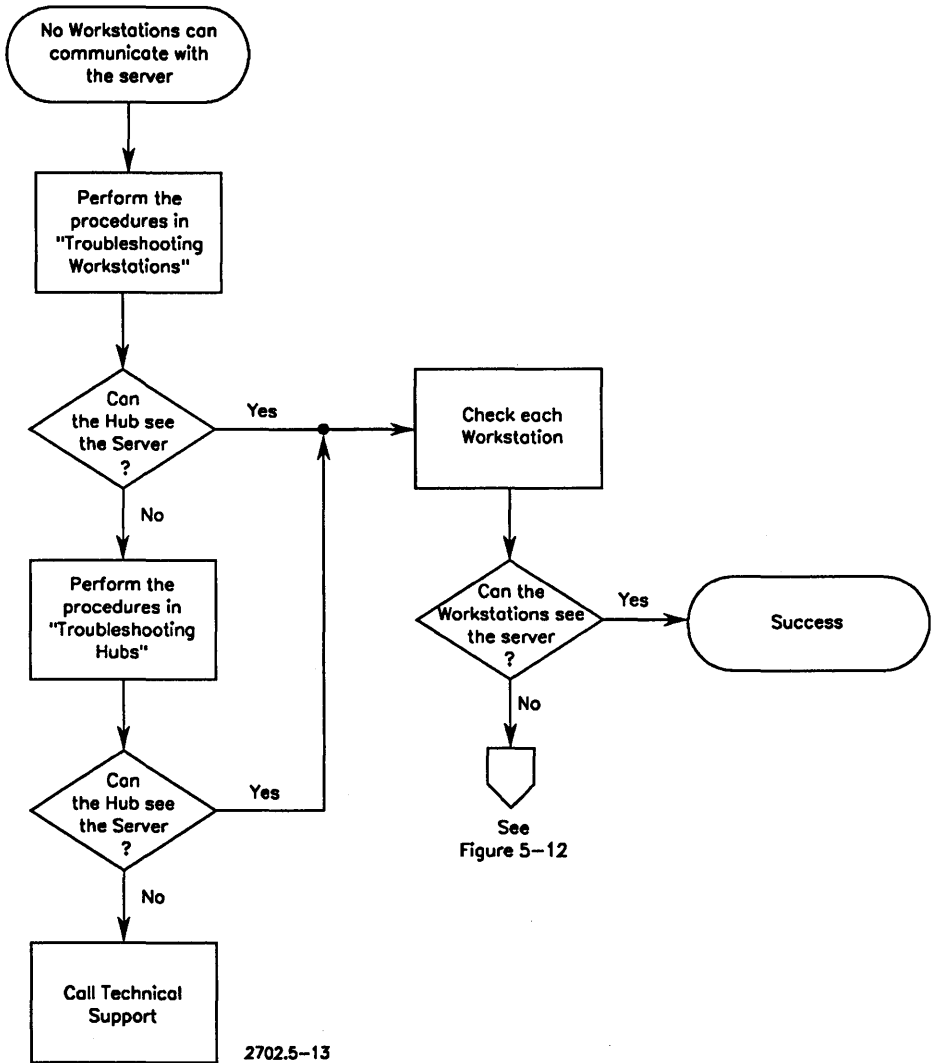 No Workstations can
communicate with
the server
Perform the
procedures in
"Troubleshooting
Workstations"
Can
the Hub see
the Server
?
Yes
No
Check each
Workstation
Perform the
procedures in
"Troubleshooting
Hubs"
Can the
Workstations see
the server
?
Yes
Success
No
See
Figure 5-12
Can
the Hub see
the Server
?
Yes
No
Call Technical
Support
2702.5-13